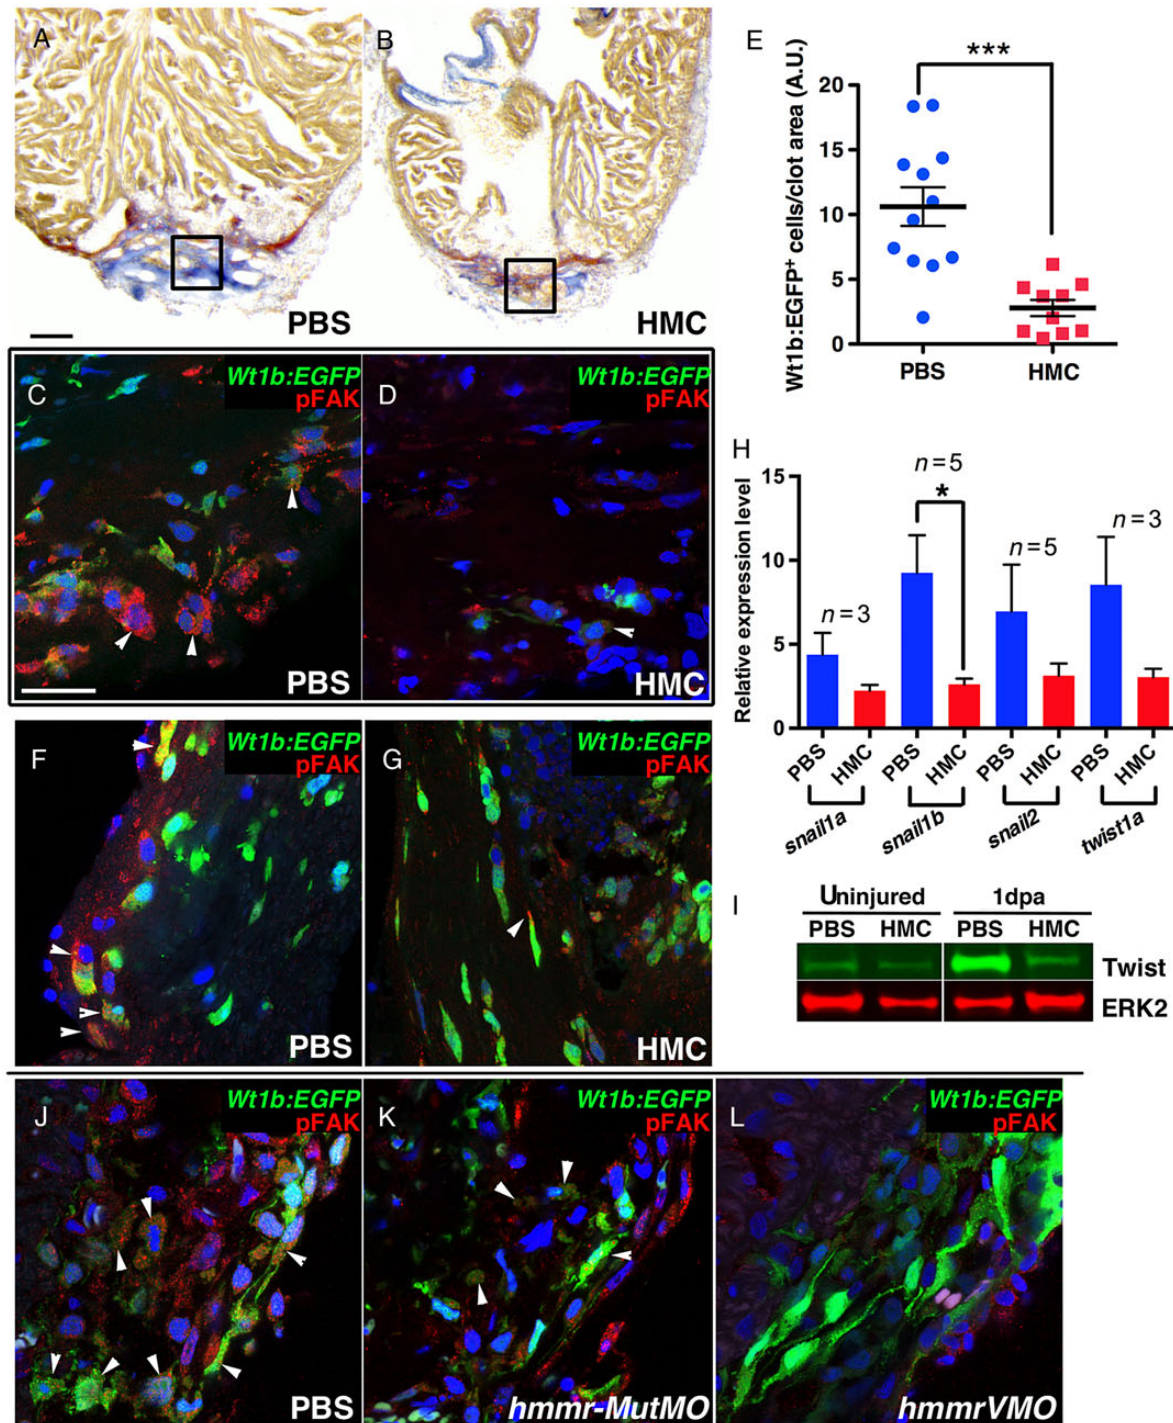 A
PBS
B
HMC
E
Wt1b:EGFP⁺ cells/clot area (A.U.)
***
20
15
10
5
0
PBS
HMC
C
Wt1b:EGFP
pFAK
PBS
D
Wt1b:EGFP
pFAK
HMC
H
Relative expression level
15
10
5
0
n=3
n=5
*
n=5
n=3
PBS
HMC
PBS
HMC
PBS
HMC
PBS
HMC
snail1a
snail1b
snail2
twist1a
F
Wt1b:EGFP
pFAK
PBS
G
Wt1b:EGFP
pFAK
HMC
I
Uninjured
1dpa
PBS
HMC
PBS
HMC
Twist
ERK2
J
Wt1b:EGFP
pFAK
PBS
K
Wt1b:EGFP
pFAK
hmmr-MutMO
L
Wt1b:EGFP
pFAK
hmmrVMO